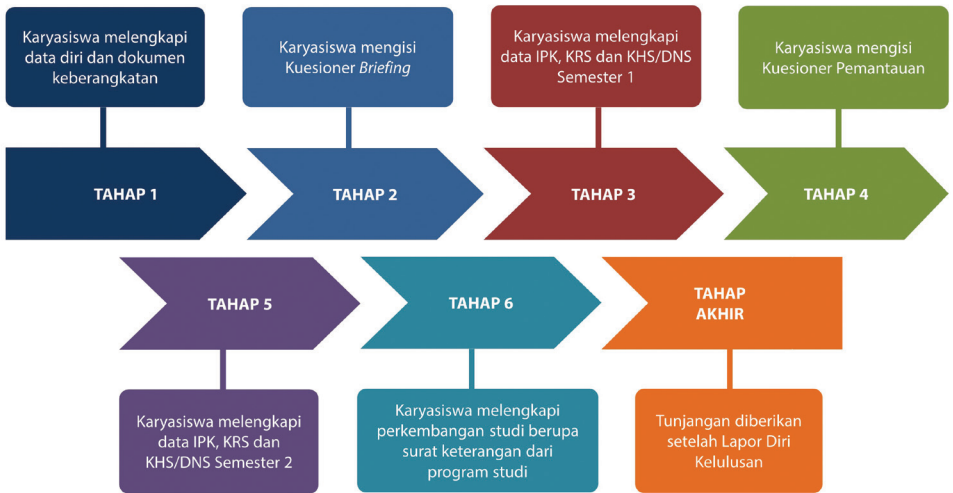 Karyasiswa melengkapi
data diri dan dokumen
keberangkatan
Karyasiswa mengisi
Kuesioner Briefing
Karyasiswa melengkapi
data IPK, KRS dan KHS/DNS
Semester 1
Karyasiswa mengisi
Kuesioner Pemantauan
TAHAP 1
TAHAP 2
TAHAP 3
TAHAP 4
TAHAP 5
TAHAP 6
TAHAP
AKHIR
Karyasiswa melengkapi
data IPK, KRS dan
KHS/DNS Semester 2
Karyasiswa melengkapi
perkembangan studi berupa
surat keterangan dari
program studi
Tunjangan diberikan
setelah Lapor Diri
Kelulusan